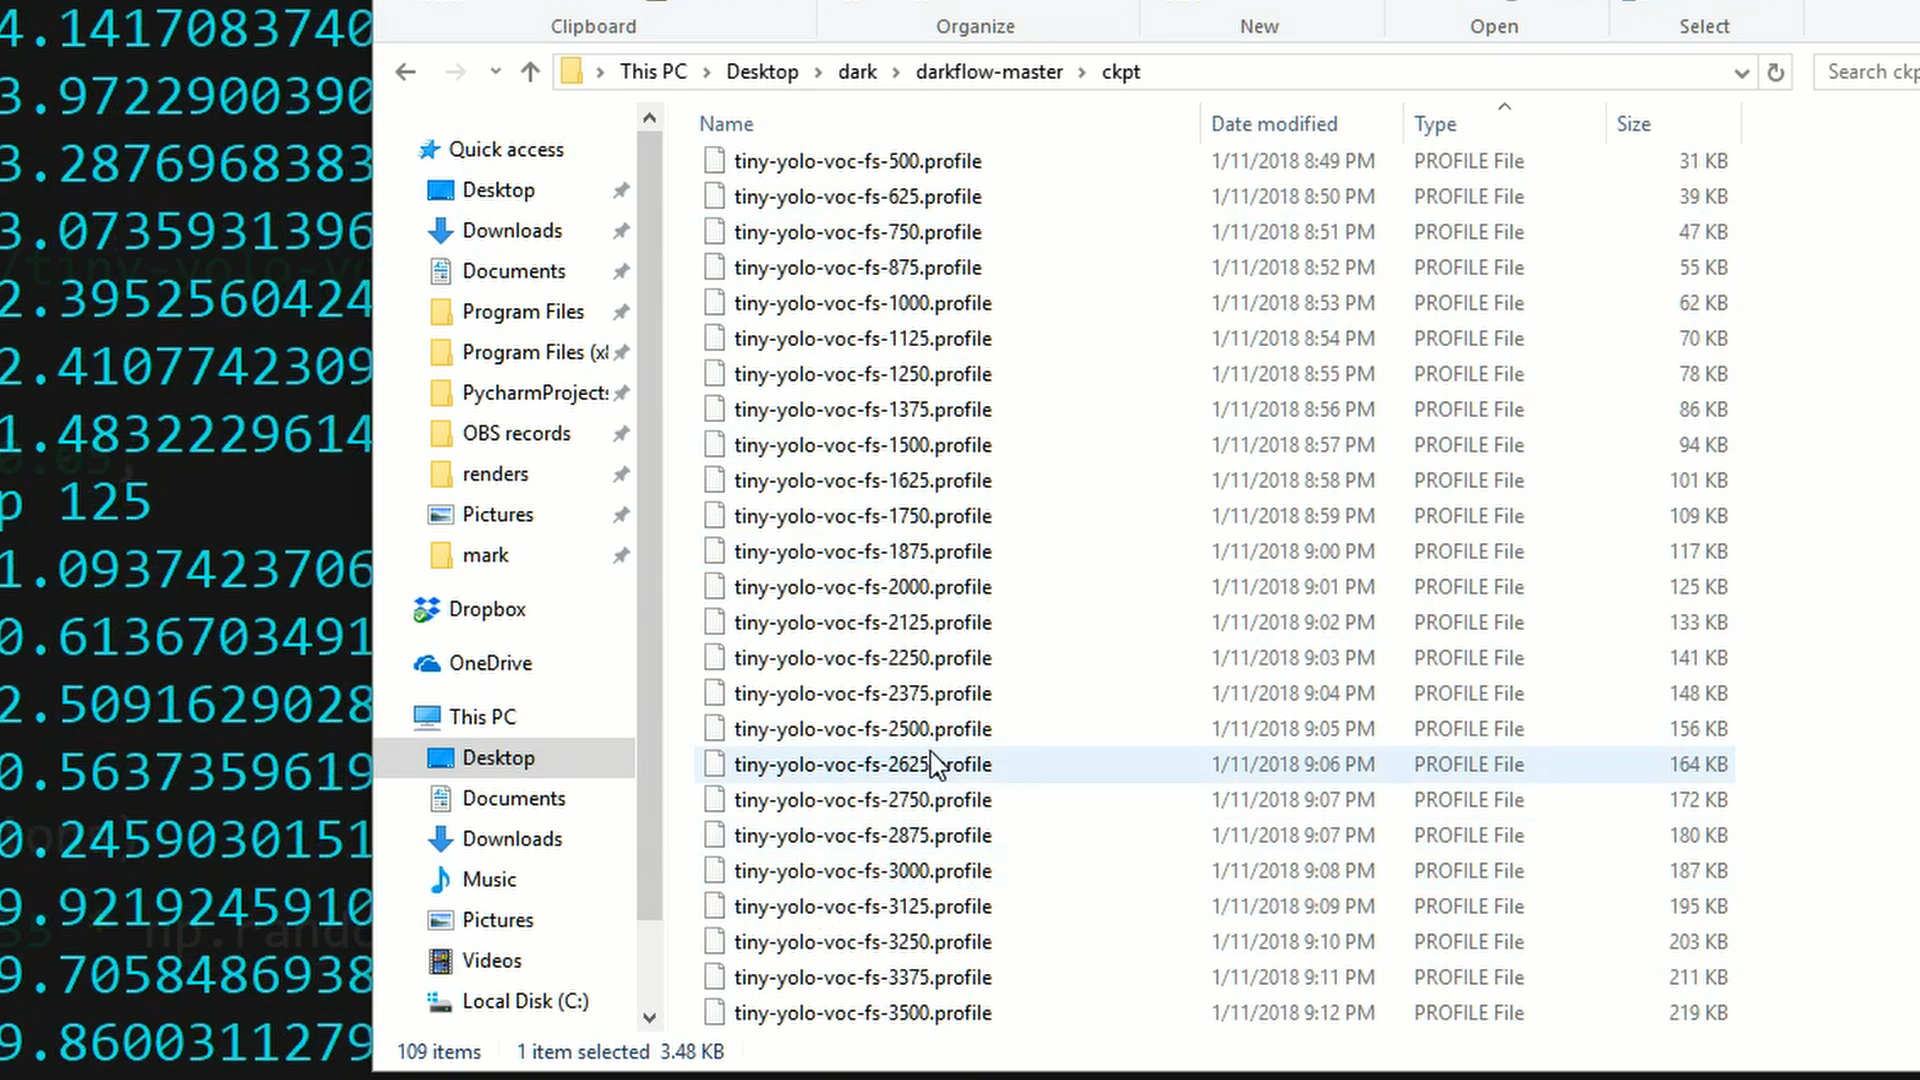 4.1417083740
3.9722900390
3.2876968383
3.0735931396
2.3952560424
2.4107742309
1.4832229614
p 125
1.0937423706
0.6136703491
2.5091629028
0.5637359619
0.2459030151
9.9219245910
np.rando
9.7058486938
9.8600311279
Clipboard Organize New Open Select
This PC › Desktop › dark › darkflow-master › ckpt
Search ckp
Name Date modified Type Size
Quick access
Desktop
Downloads
Documents
Program Files
Program Files (x8
PycharmProjects
OBS records
renders
Pictures
mark
Dropbox
OneDrive
This PC
Desktop
Documents
Downloads
Music
Pictures
Videos
Local Disk (C:)
tiny-yolo-voc-fs-500.profile 1/11/2018 8:49 PM PROFILE File 31 KB
tiny-yolo-voc-fs-625.profile 1/11/2018 8:50 PM PROFILE File 39 KB
tiny-yolo-voc-fs-750.profile 1/11/2018 8:51 PM PROFILE File 47 KB
tiny-yolo-voc-fs-875.profile 1/11/2018 8:52 PM PROFILE File 55 KB
tiny-yolo-voc-fs-1000.profile 1/11/2018 8:53 PM PROFILE File 62 KB
tiny-yolo-voc-fs-1125.profile 1/11/2018 8:54 PM PROFILE File 70 KB
tiny-yolo-voc-fs-1250.profile 1/11/2018 8:55 PM PROFILE File 78 KB
tiny-yolo-voc-fs-1375.profile 1/11/2018 8:56 PM PROFILE File 86 KB
tiny-yolo-voc-fs-1500.profile 1/11/2018 8:57 PM PROFILE File 94 KB
tiny-yolo-voc-fs-1625.profile 1/11/2018 8:58 PM PROFILE File 101 KB
tiny-yolo-voc-fs-1750.profile 1/11/2018 8:59 PM PROFILE File 109 KB
tiny-yolo-voc-fs-1875.profile 1/11/2018 9:00 PM PROFILE File 117 KB
tiny-yolo-voc-fs-2000.profile 1/11/2018 9:01 PM PROFILE File 125 KB
tiny-yolo-voc-fs-2125.profile 1/11/2018 9:02 PM PROFILE File 133 KB
tiny-yolo-voc-fs-2250.profile 1/11/2018 9:03 PM PROFILE File 141 KB
tiny-yolo-voc-fs-2375.profile 1/11/2018 9:04 PM PROFILE File 148 KB
tiny-yolo-voc-fs-2500.profile 1/11/2018 9:05 PM PROFILE File 156 KB
tiny-yolo-voc-fs-2625.profile 1/11/2018 9:06 PM PROFILE File 164 KB
tiny-yolo-voc-fs-2750.profile 1/11/2018 9:07 PM PROFILE File 172 KB
tiny-yolo-voc-fs-2875.profile 1/11/2018 9:07 PM PROFILE File 180 KB
tiny-yolo-voc-fs-3000.profile 1/11/2018 9:08 PM PROFILE File 187 KB
tiny-yolo-voc-fs-3125.profile 1/11/2018 9:09 PM PROFILE File 195 KB
tiny-yolo-voc-fs-3250.profile 1/11/2018 9:10 PM PROFILE File 203 KB
tiny-yolo-voc-fs-3375.profile 1/11/2018 9:11 PM PROFILE File 211 KB
tiny-yolo-voc-fs-3500.profile 1/11/2018 9:12 PM PROFILE File 219 KB
109 items 1 item selected 3.48 KB